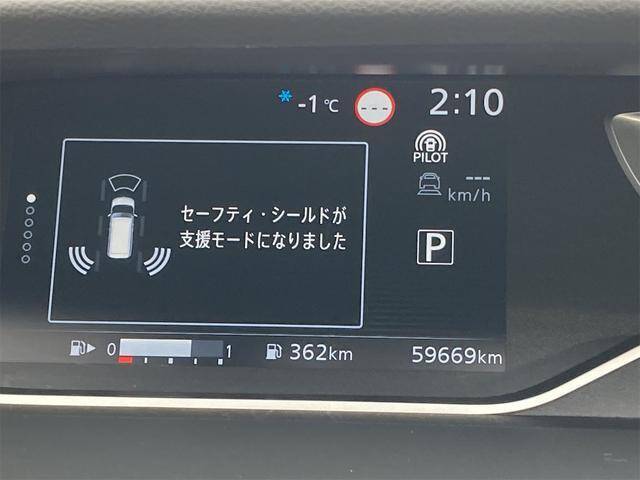 -1℃ --- 2:10
PILOT
---
km/h
セーフティ・シールドが
支援モードになりました
P
0 1 362km 59669km